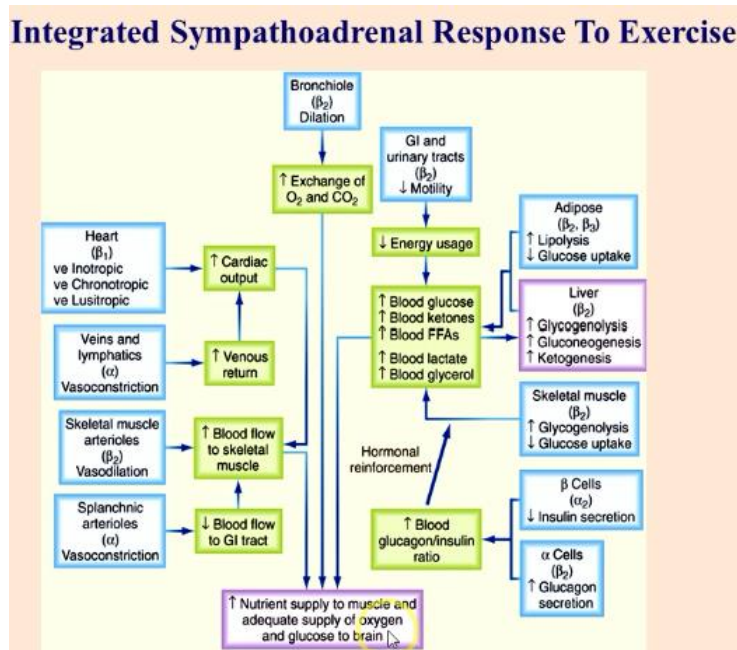 Integrated Sympathoadrenal Response To Exercise
Bronchiole
(β₂)
Dilation
GI and
urinary tracts
(β₂)
↓ Motility
↑ Exchange of
O₂ and CO₂
↓ Energy usage
Adipose
(β₂, β₃)
↑ Lipolysis
↓ Glucose uptake
Heart
(β₁)
ve Inotropic
ve Chronotropic
ve Lusitropic
↑ Cardiac
output
↑ Blood glucose
↑ Blood ketones
↑ Blood FFAs
↑ Blood lactate
↑ Blood glycerol
Liver
(β₂)
↑ Glycogenolysis
↑ Gluconeogenesis
↑ Ketogenesis
Veins and
lymphatics
(α)
Vasoconstriction
↑ Venous
return
Skeletal muscle
(β₂)
↑ Glycogenolysis
↓ Glucose uptake
Skeletal muscle
arterioles
(β₂)
Vasodilation
↑ Blood flow
to skeletal
muscle
Hormonal
reinforcement
β Cells
(α₂)
↓ Insulin secretion
Splanchnic
arterioles
(α)
Vasoconstriction
↓ Blood flow
to GI tract
↑ Blood
glucagon/insulin
ratio
α Cells
(β₂)
↑ Glucagon
secretion
↑ Nutrient supply to muscle and
adequate supply of oxygen
and glucose to brain